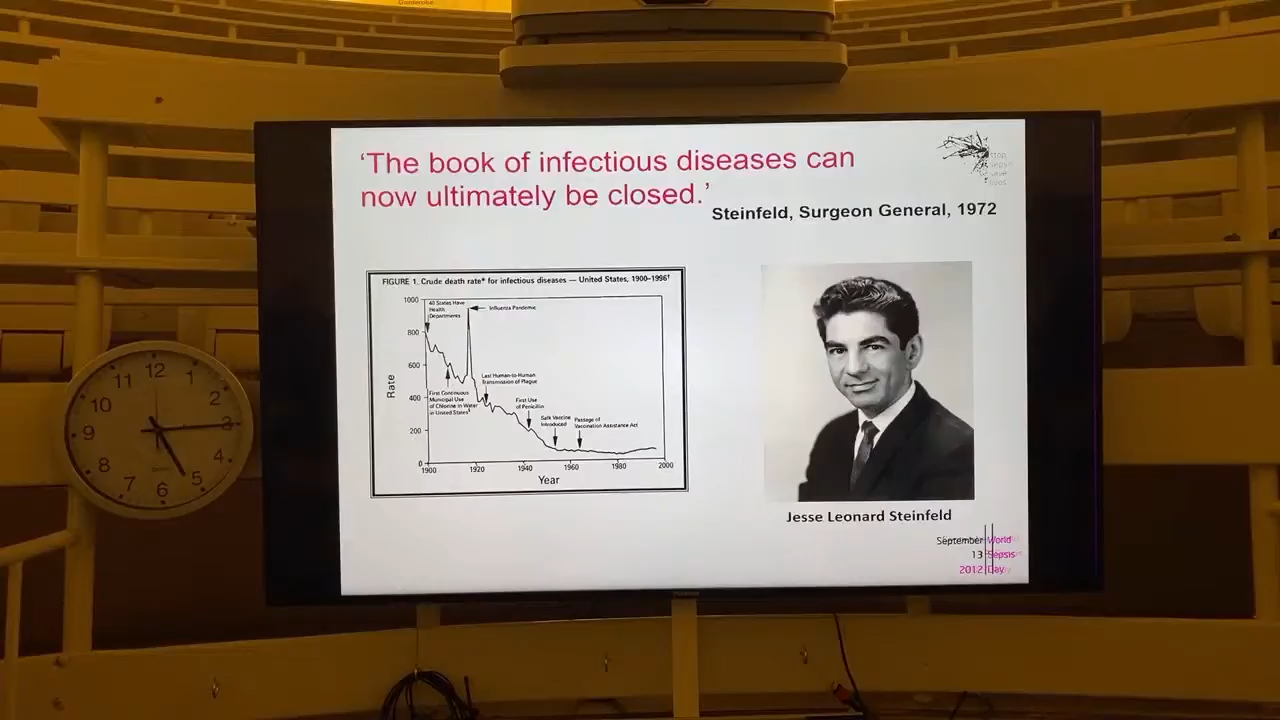 Garderobe
‘The book of infectious diseases can
now ultimately be closed.’
Steinfeld, Surgeon General, 1972
stop
sepsis
save
lives
FIGURE 1. Crude death rate* for infectious diseases — United States, 1900–1996†
1000
800
600
400
200
0
Rate
40 States Have
Health
Departments
Influenza Pandemic
Last Human-to-Human
Transmission of Plague
First Continuous
Municipal Use
of Chlorine in Water
in United States§
First Use
of Penicillin
Salk Vaccine
Introduced
Passage of
Vaccination Assistance Act
1900
1920
1940
1960
1980
2000
Year
Jesse Leonard Steinfeld
September World
13 Sepsis
2012 Day
12
1
2
3
4
5
6
7
8
9
10
11